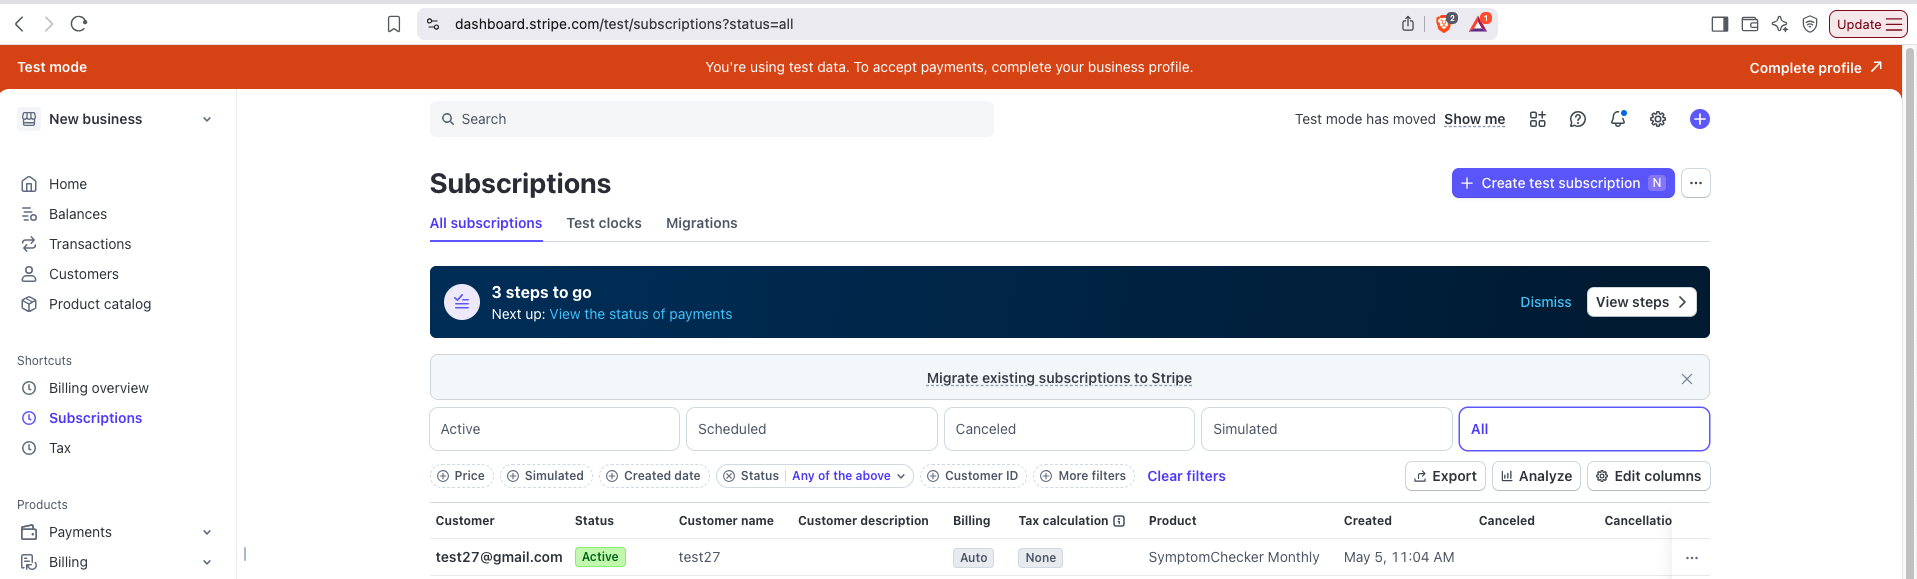 dashboard.stripe.com/test/subscriptions?status=all
2
1
Update
Test mode
You're using test data. To accept payments, complete your business profile.
Complete profile
New business
Search
Test mode has moved Show me
Home
Balances
Transactions
Customers
Product catalog
Shortcuts
Billing overview
Subscriptions
Tax
Products
Payments
Billing
Subscriptions
Create test subscription N
All subscriptions Test clocks Migrations
3 steps to go
Next up: View the status of payments
Dismiss
View steps
Migrate existing subscriptions to Stripe
Active Scheduled Canceled Simulated All
Price Simulated Created date Status Any of the above Customer ID More filters Clear filters
Export Analyze Edit columns
Customer Status Customer name Customer description Billing Tax calculation Product Created Canceled Cancellatio
test27@gmail.com Active test27 Auto None SymptomChecker Monthly May 5, 11:04 AM